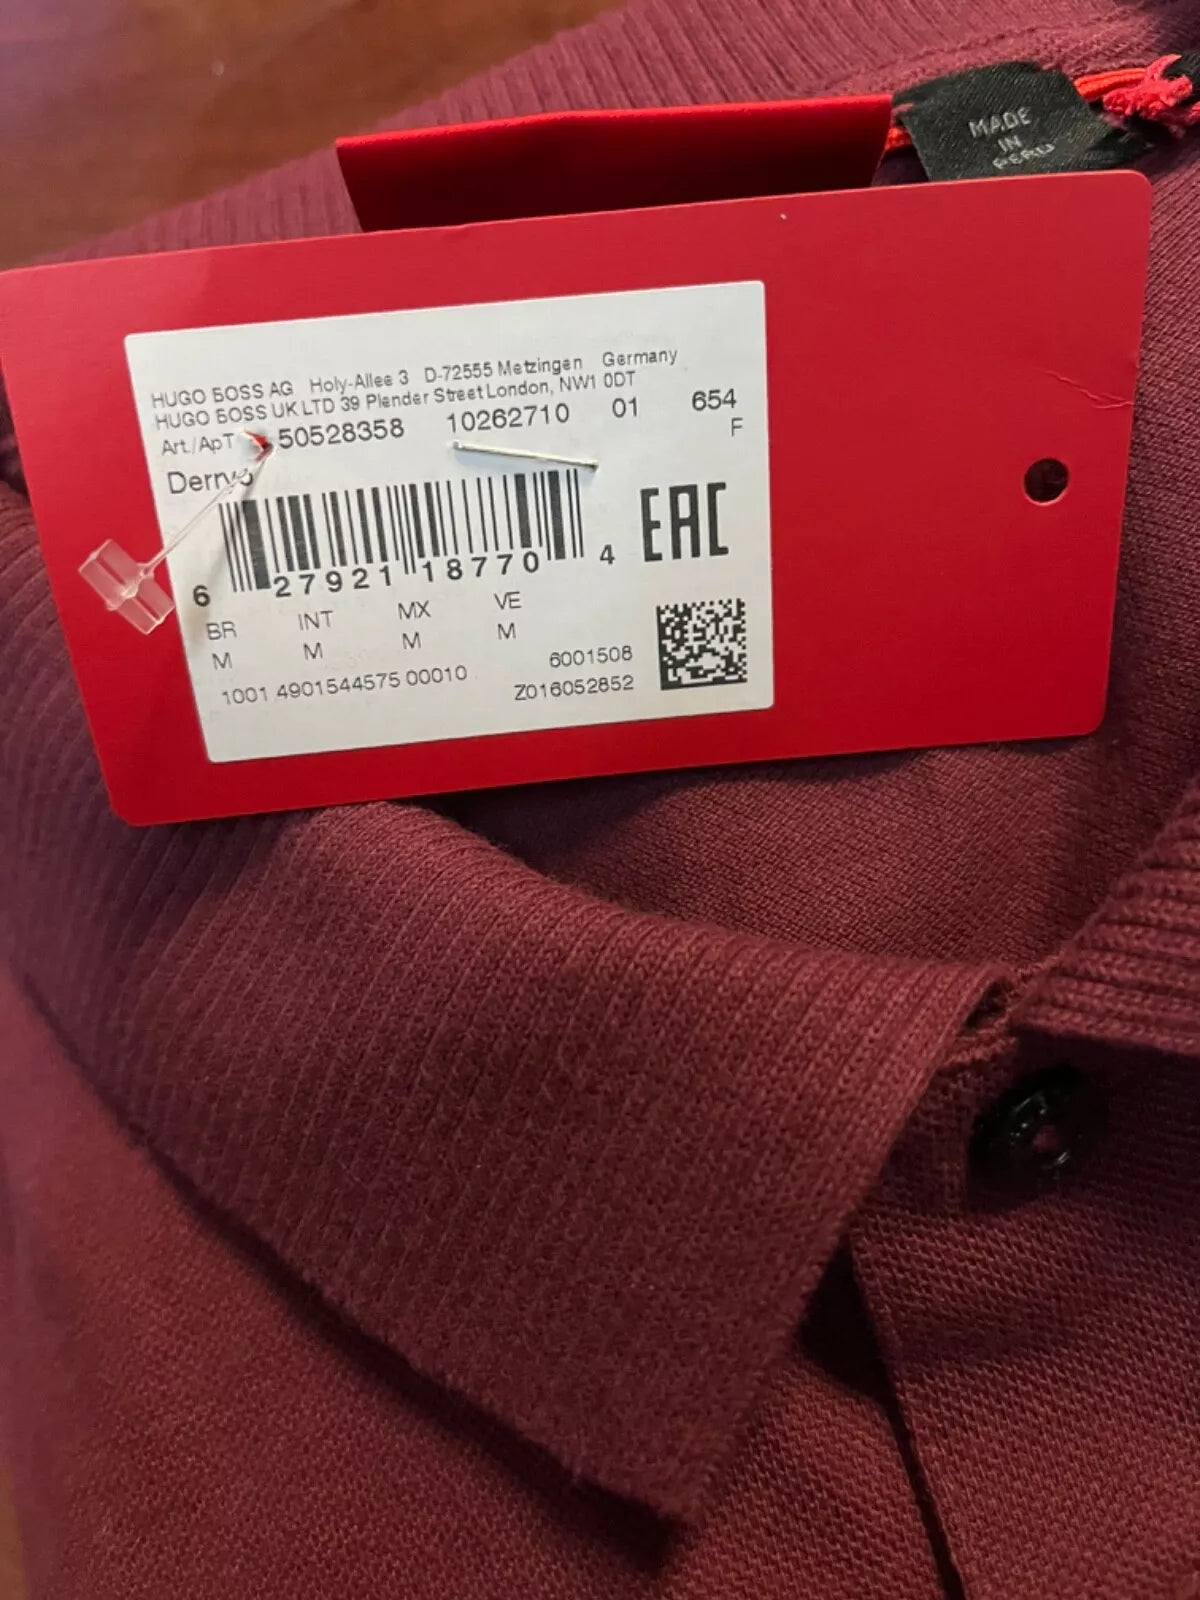 MADE
IN
PERU
HUGO BOSS AG Holy-Allee 3 D-72555 Metzingen Germany
HUGO BOSS UK LTD 39 Plender Street London, NW1 0DT
Art./АрТ 50528358 10262710 01 654
F
EAC
6 27921 18770 4
BR INT MX VE
M M M M
1001 4901544575 00010 6001508
Z016052852